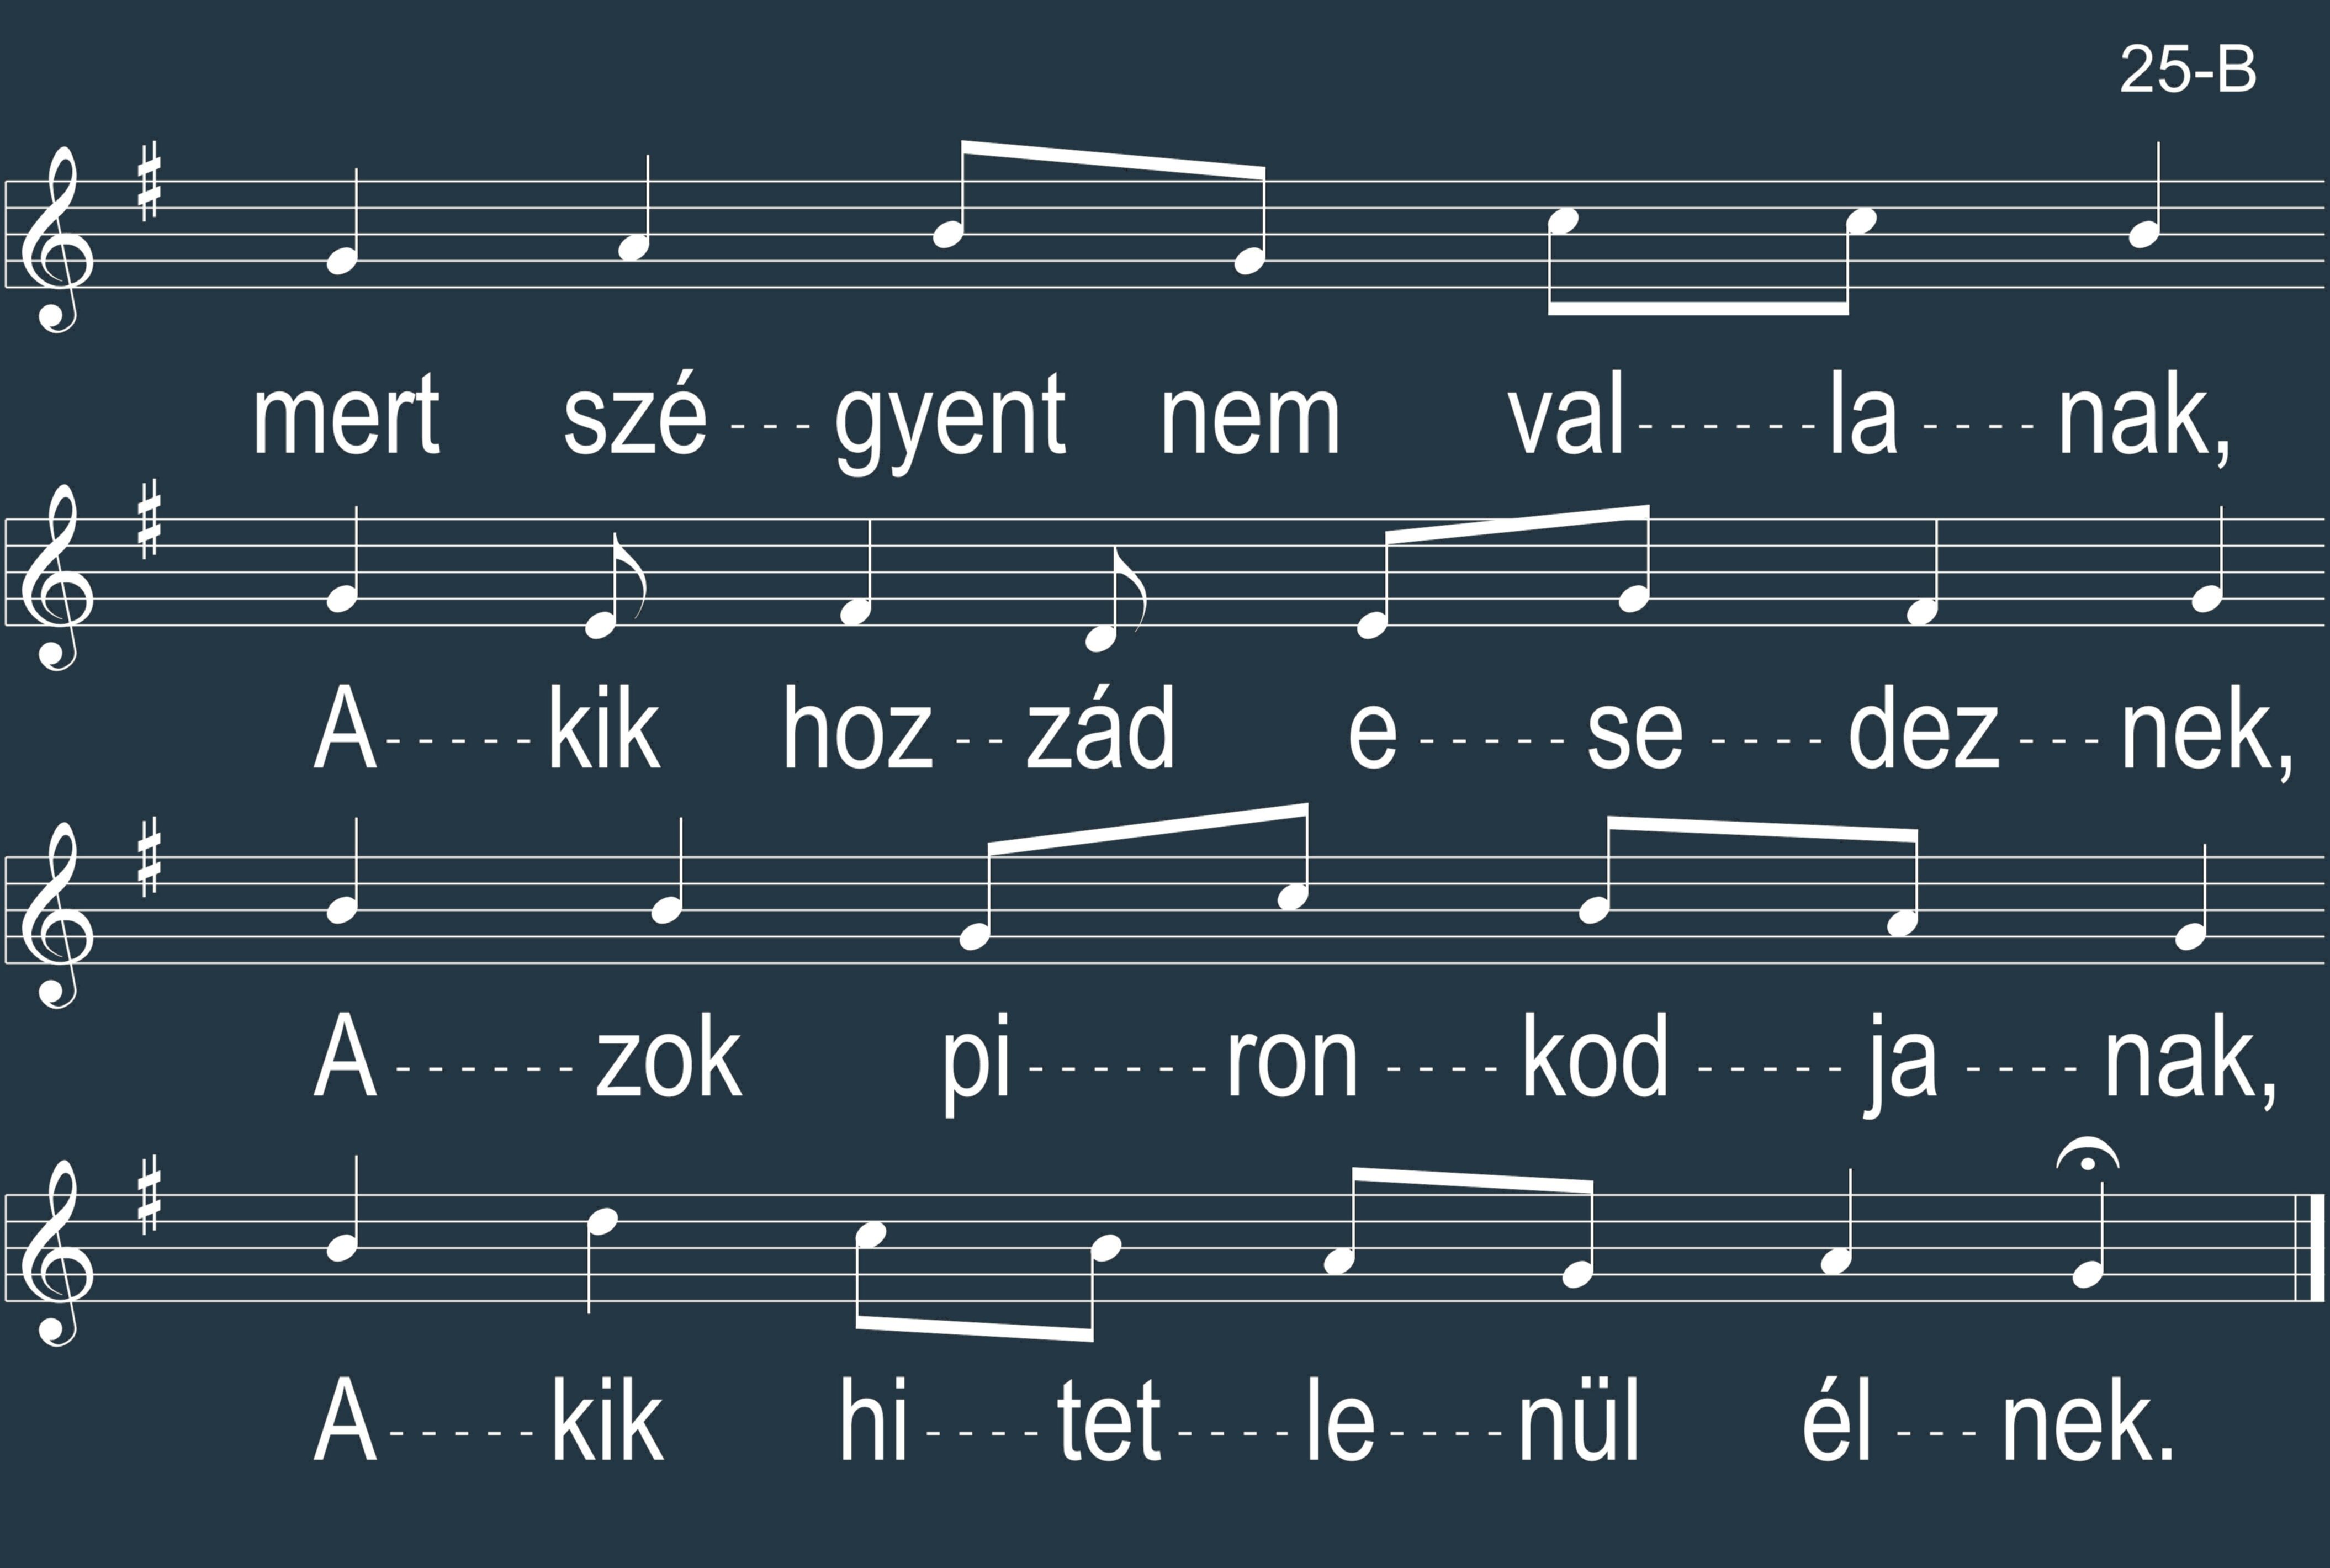 25-B
mert szé---gyent nem val------la----nak,
A-----kik hoz--zád e-----se----dez---nek,
A------zok pi------ron----kod-----ja----nak,
A-----kik hi----tet----le----nül él---nek.